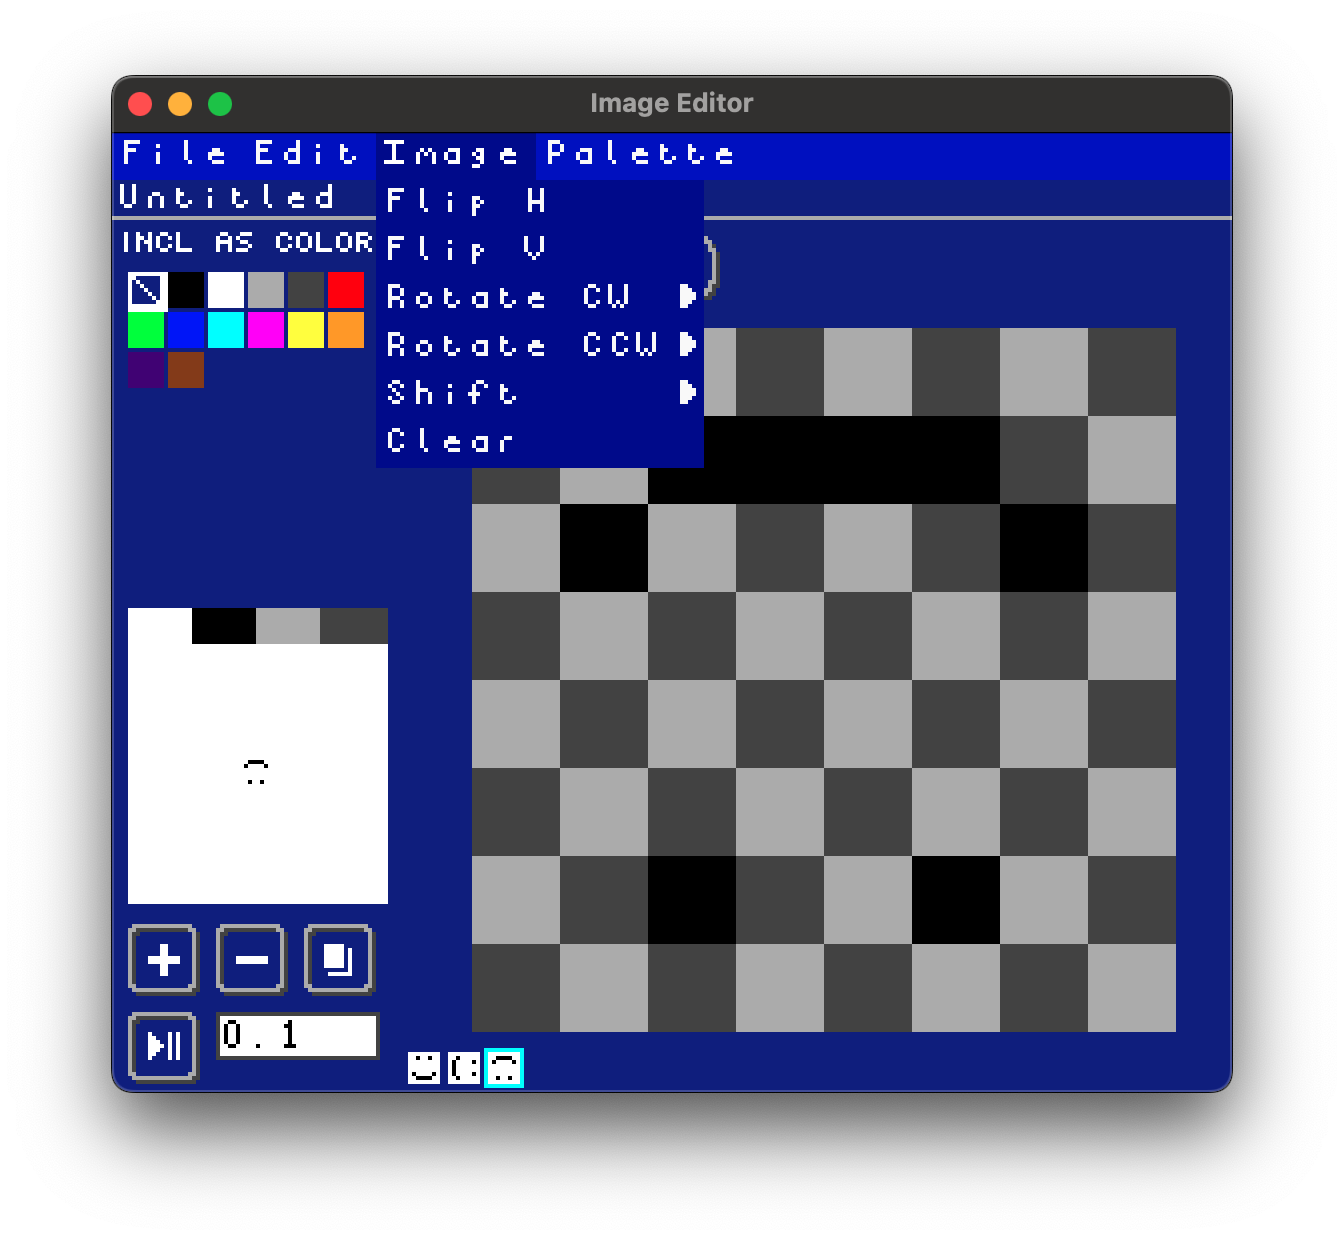 Image Editor
File Edit Image Palette
Untitled
Flip H
INCL AS COLOR
Flip V
Rotate CW
Rotate CCW
Shift
Clear
0.1